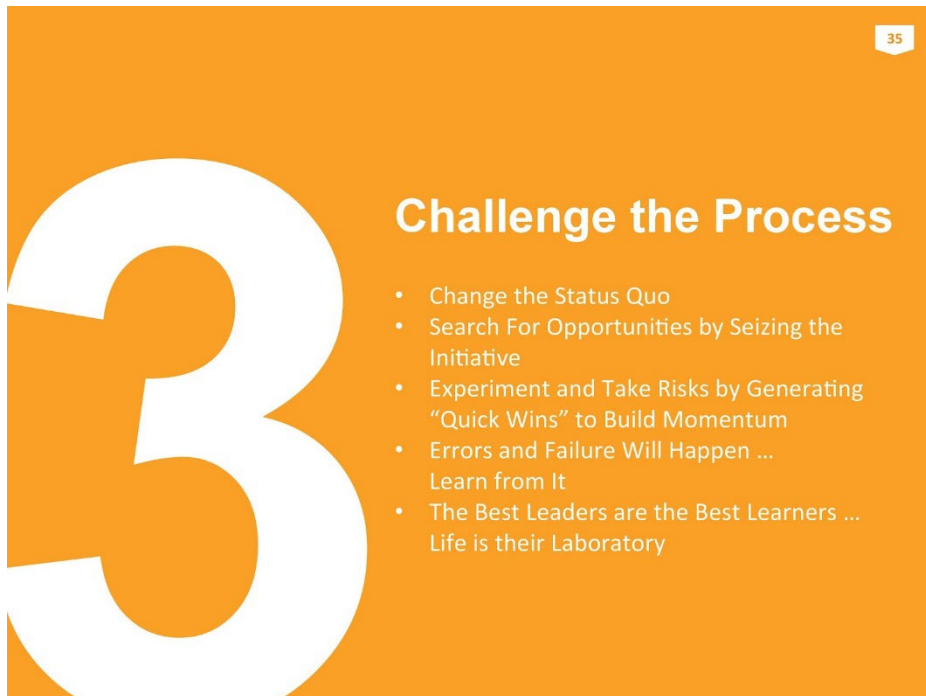 35
3
Challenge the Process
• Change the Status Quo
• Search For Opportunities by Seizing the
Initiative
• Experiment and Take Risks by Generating
“Quick Wins” to Build Momentum
• Errors and Failure Will Happen ...
Learn from It
• The Best Leaders are the Best Learners ...
Life is their Laboratory